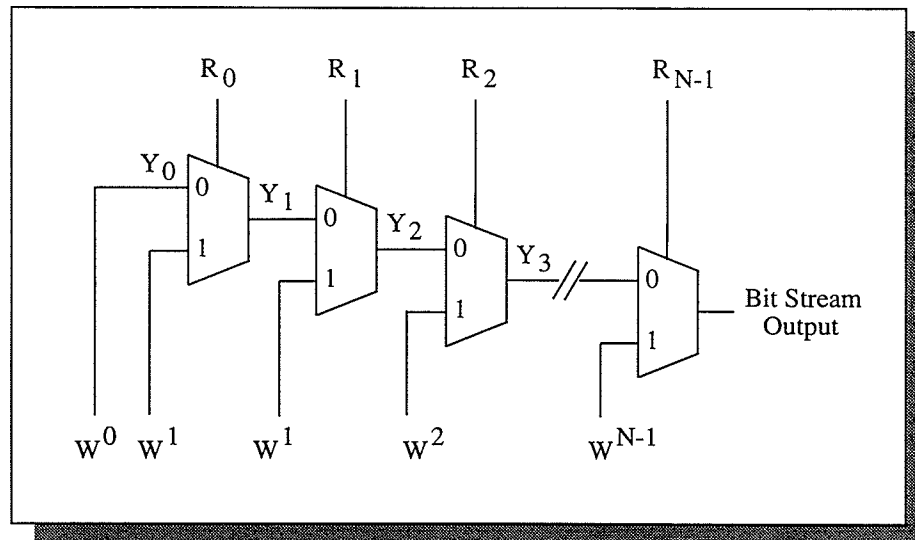 R0 R1 R2 RN-1
Y0 0 Y1 0 Y2 0 Y3 0
1 1 1 1
Bit Stream
Output
W0 W1 W1 W2 WN-1